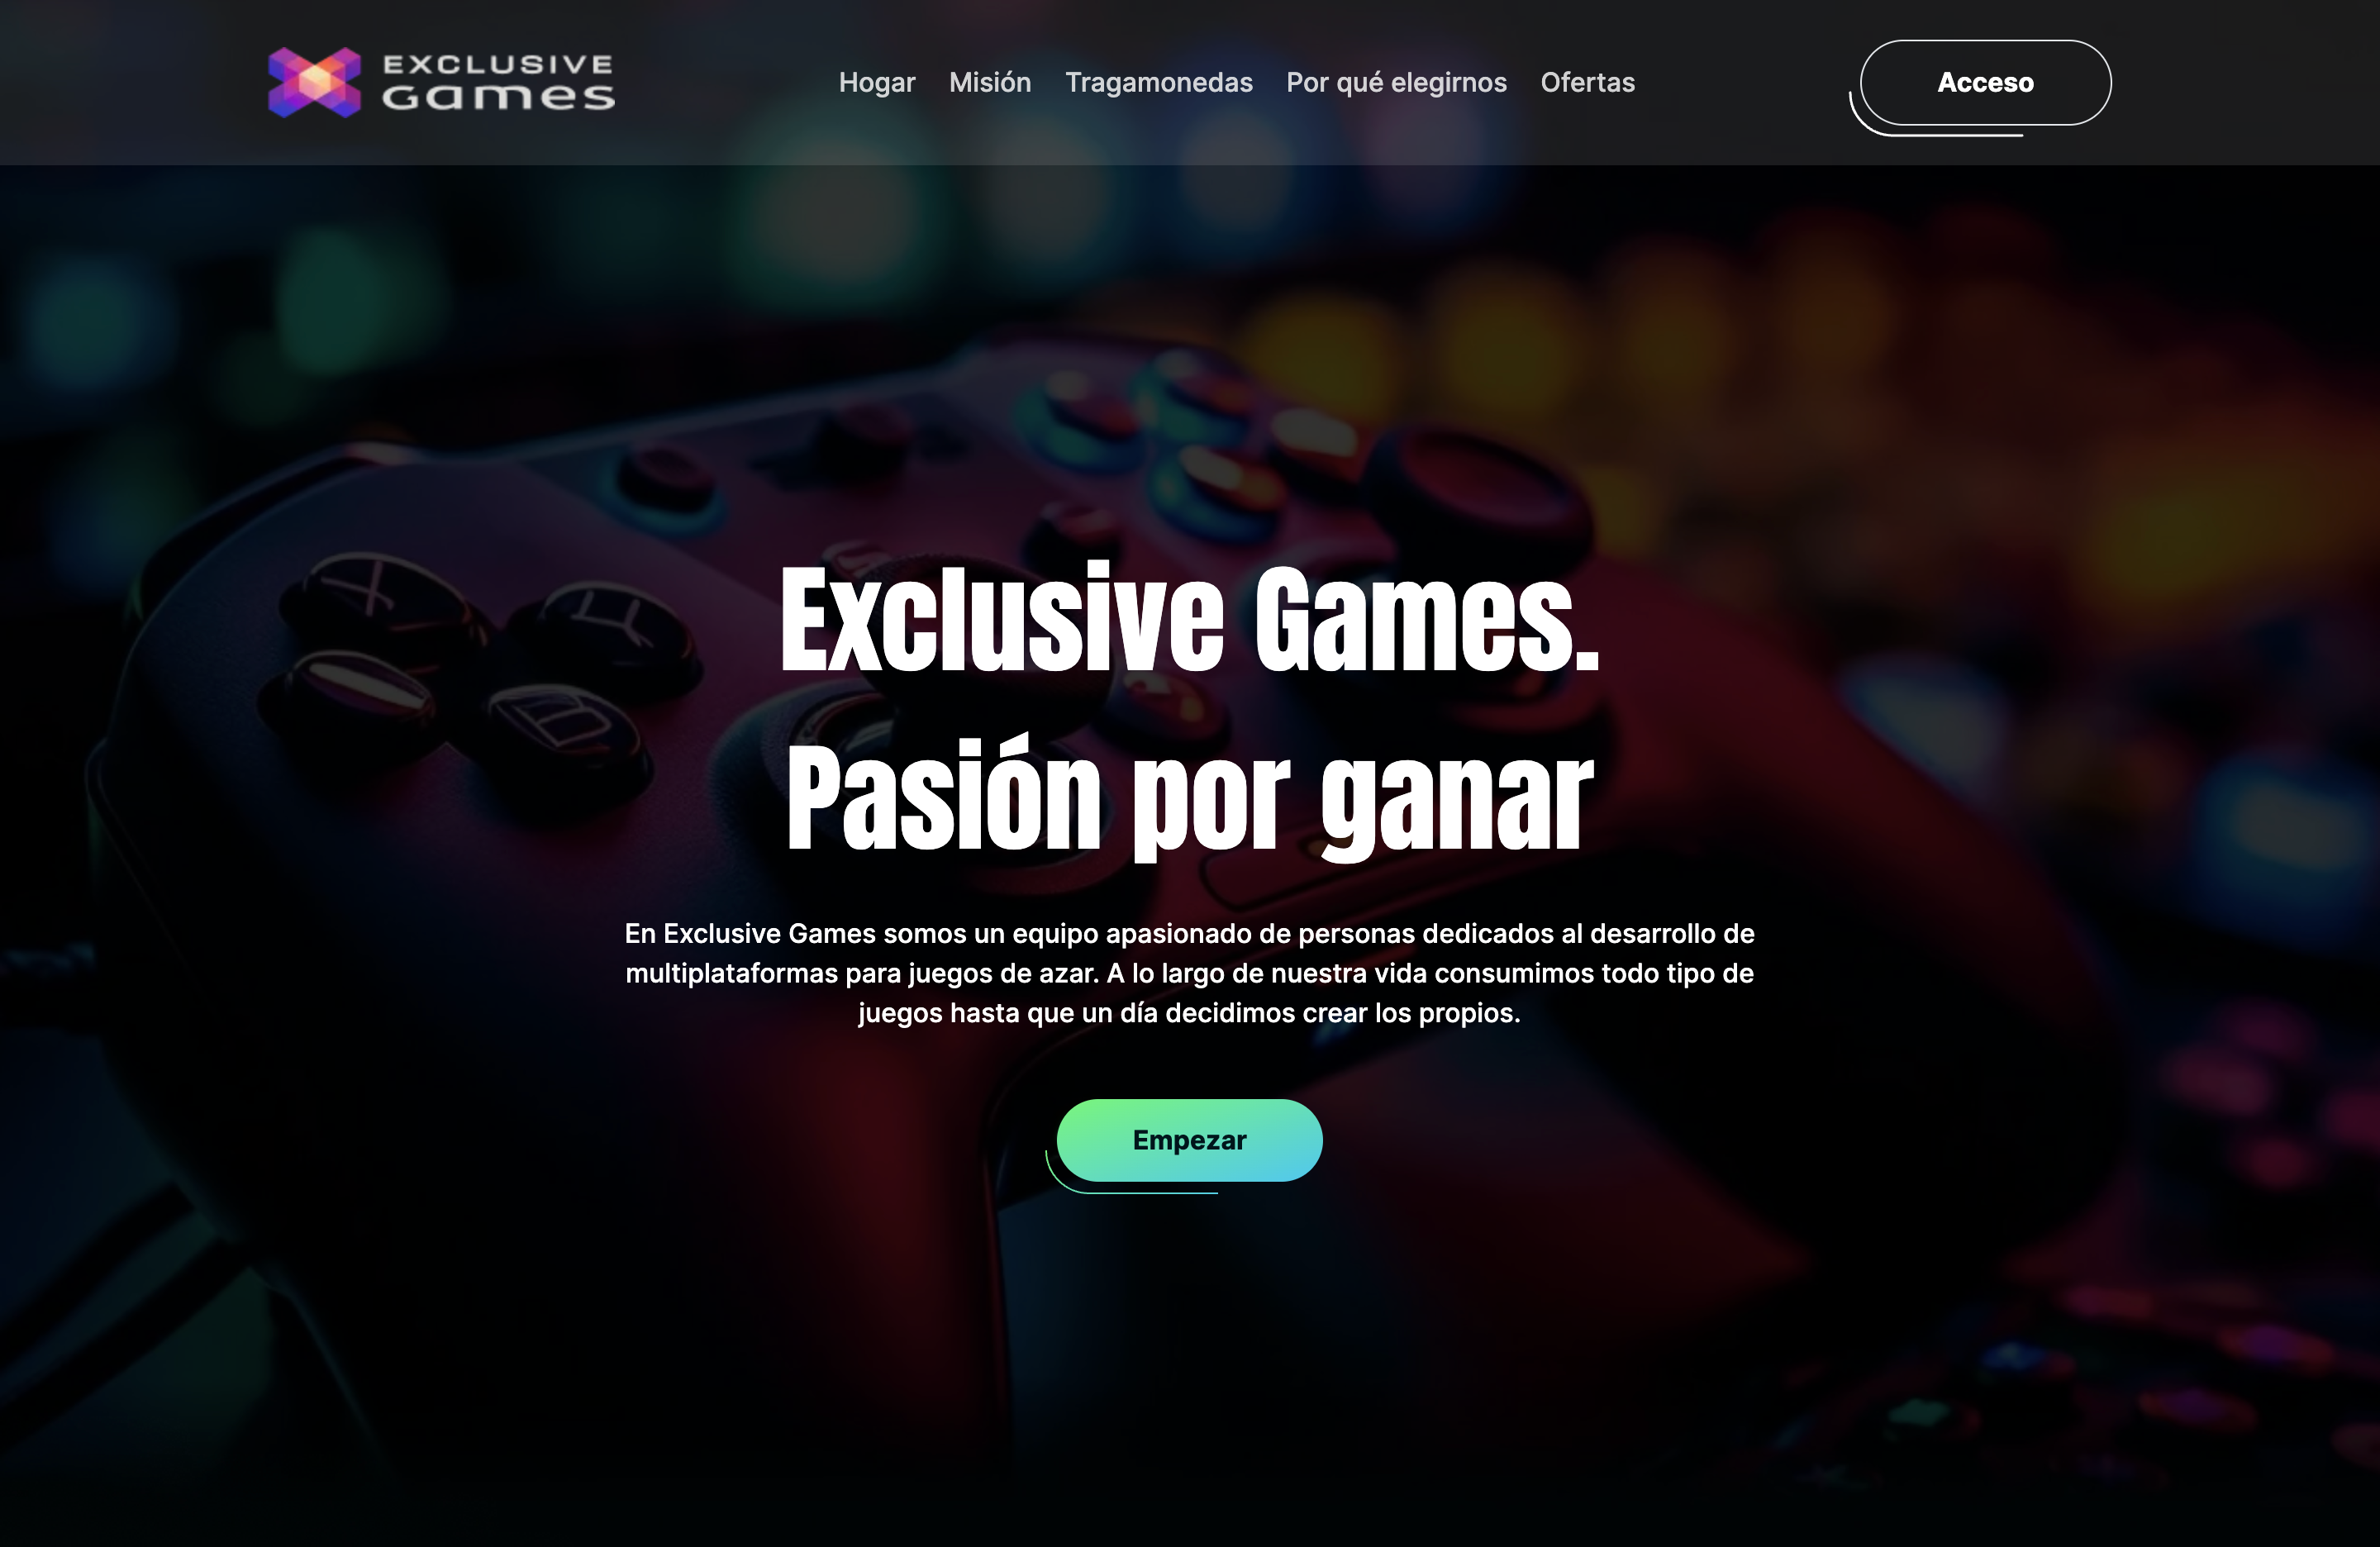 EXCLUSIVE
Games
Hogar Misión Tragamonedas Por qué elegirnos Ofertas
Acceso
Exclusive Games.
Pasión por ganar
En Exclusive Games somos un equipo apasionado de personas dedicados al desarrollo de
multiplataformas para juegos de azar. A lo largo de nuestra vida consumimos todo tipo de
juegos hasta que un día decidimos crear los propios.
Empezar
X
Y
B